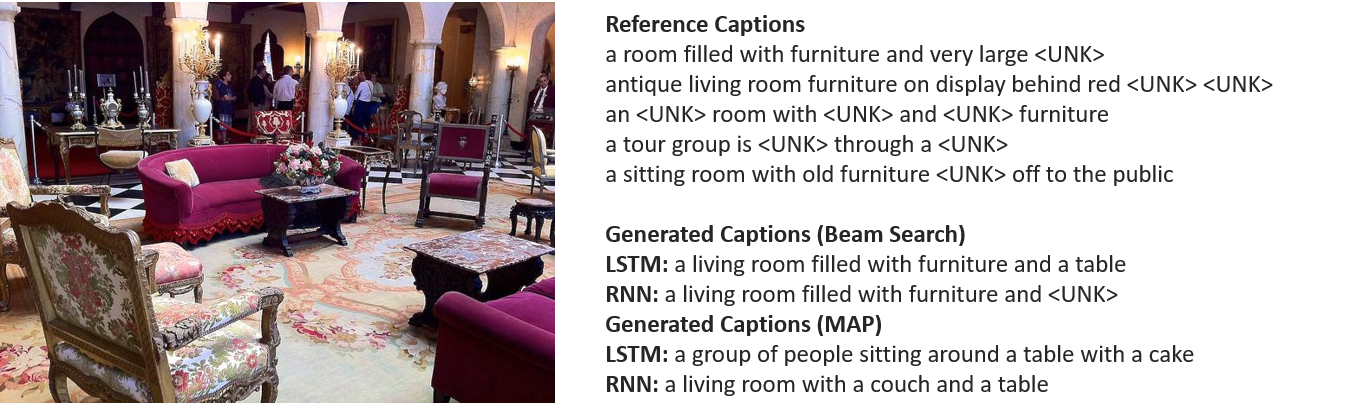 Reference Captions
a room filled with furniture and very large <UNK>
antique living room furniture on display behind red <UNK> <UNK>
an <UNK> room with <UNK> and <UNK> furniture
a tour group is <UNK> through a <UNK>
a sitting room with old furniture <UNK> off to the public
Generated Captions (Beam Search)
LSTM: a living room filled with furniture and a table
RNN: a living room filled with furniture and <UNK>
Generated Captions (MAP)
LSTM: a group of people sitting around a table with a cake
RNN: a living room with a couch and a table